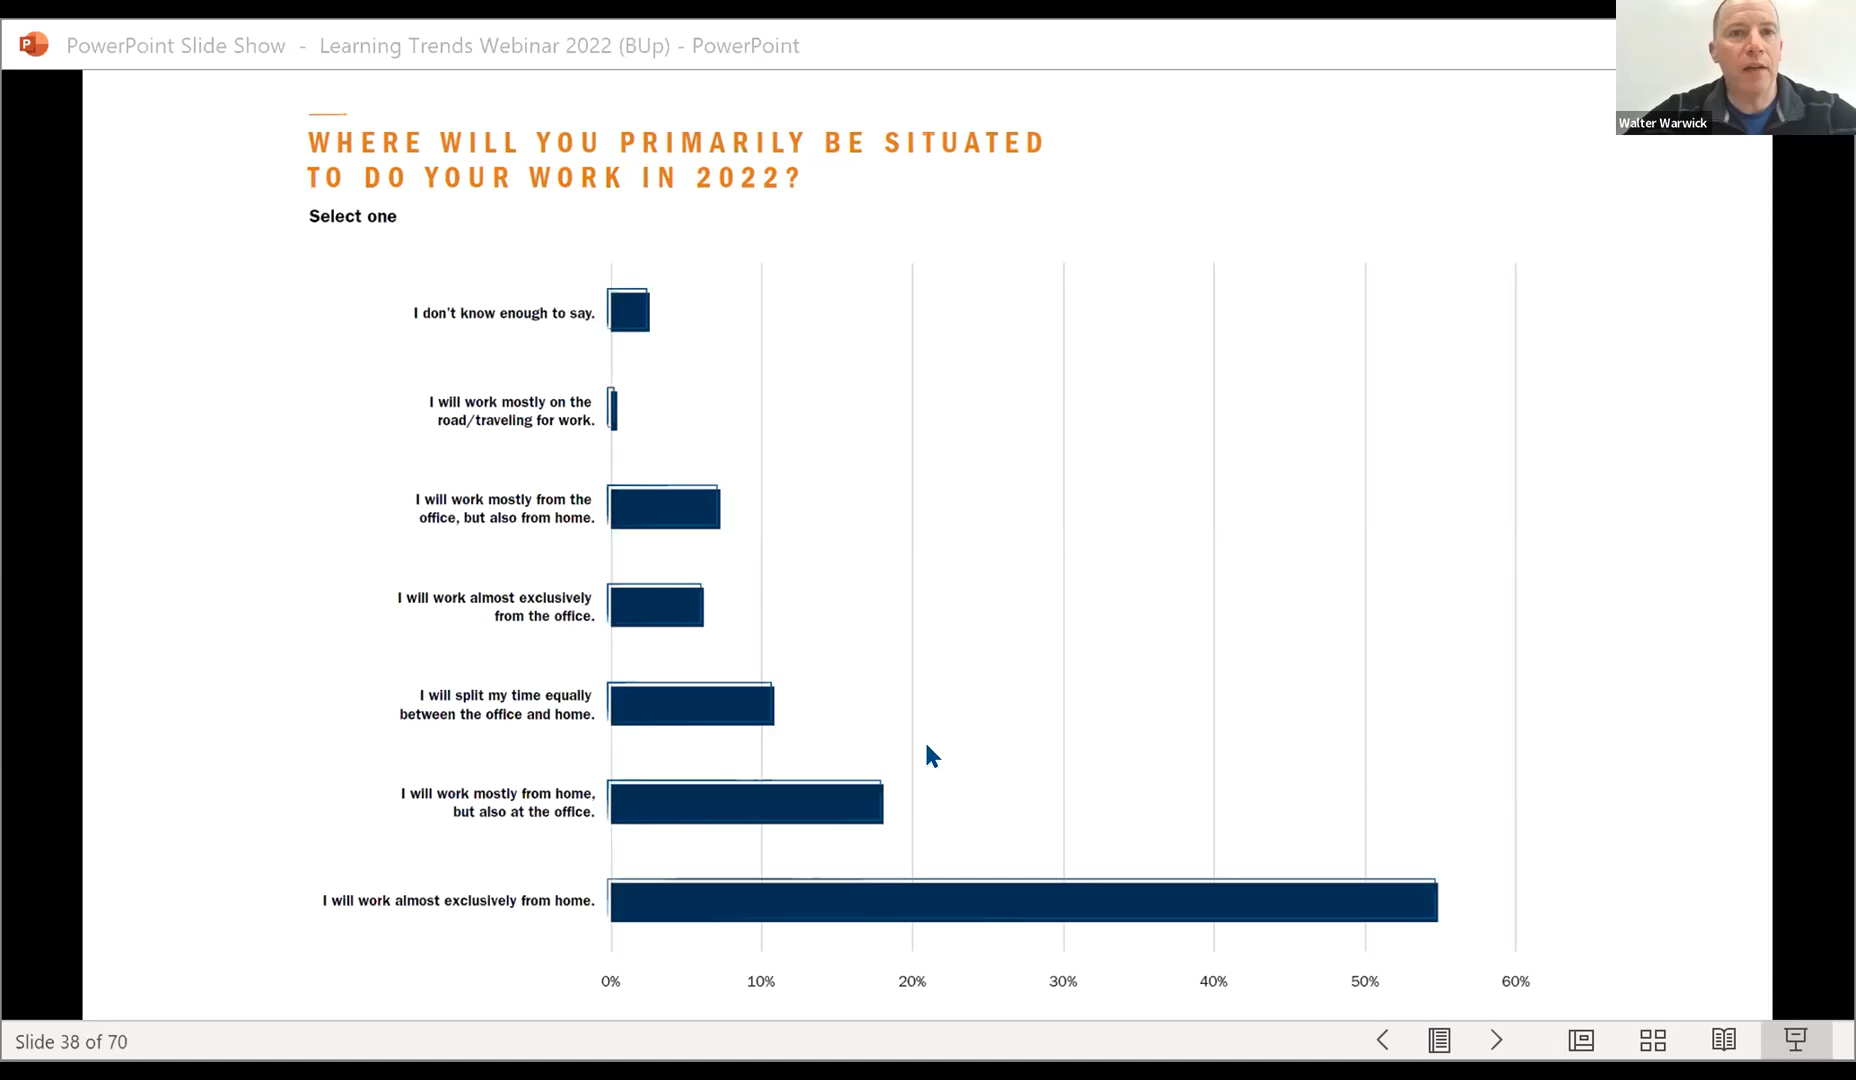 PowerPoint Slide Show - Learning Trends Webinar 2022 (BUp) - PowerPoint
Walter Warwick
WHERE WILL YOU PRIMARILY BE SITUATED
TO DO YOUR WORK IN 2022?
Select one
I don't know enough to say.
I will work mostly on the
road/traveling for work.
I will work mostly from the
office, but also from home.
I will work almost exclusively
from the office.
I will split my time equally
between the office and home.
I will work mostly from home,
but also at the office.
I will work almost exclusively from home.
0% 10% 20% 30% 40% 50% 60%
Slide 38 of 70